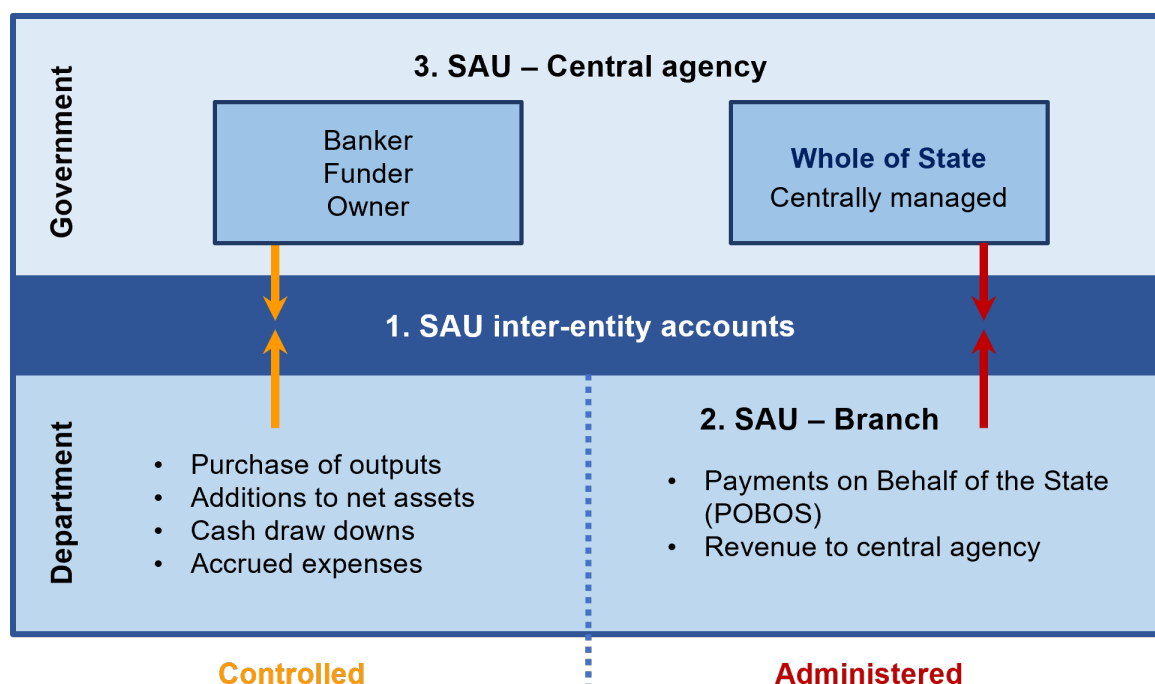 Government
3. SAU – Central agency
Banker
Funder
Owner
Whole of State
Centrally managed
1. SAU inter-entity accounts
Department
• Purchase of outputs
• Additions to net assets
• Cash draw downs
• Accrued expenses
2. SAU – Branch
• Payments on Behalf of the State
(POBOS)
• Revenue to central agency
Controlled
Administered